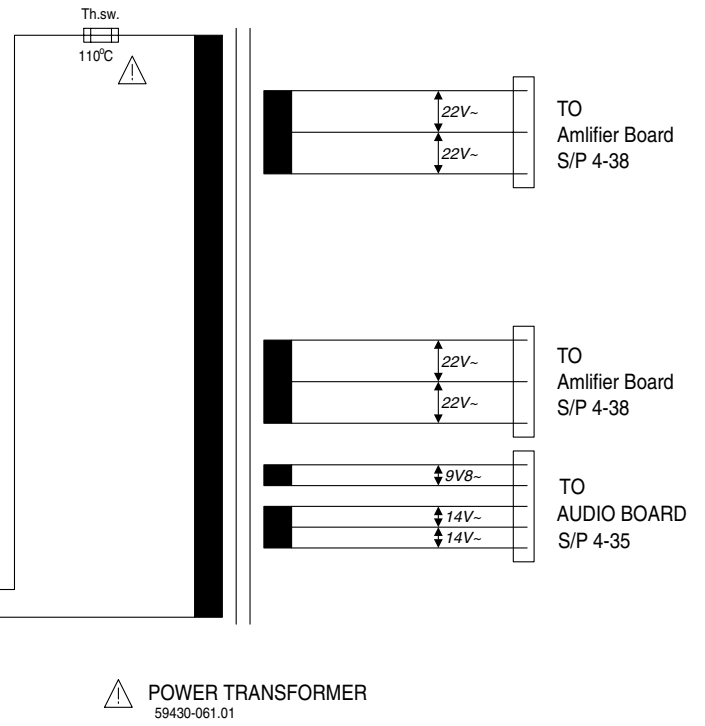 Th.sw.
110°C
22V~
22V~
TO
Amlifier Board
S/P 4-38
22V~
22V~
TO
Amlifier Board
S/P 4-38
9V8~
14V~
14V~
TO
AUDIO BOARD
S/P 4-35
POWER TRANSFORMER
59430-061.01